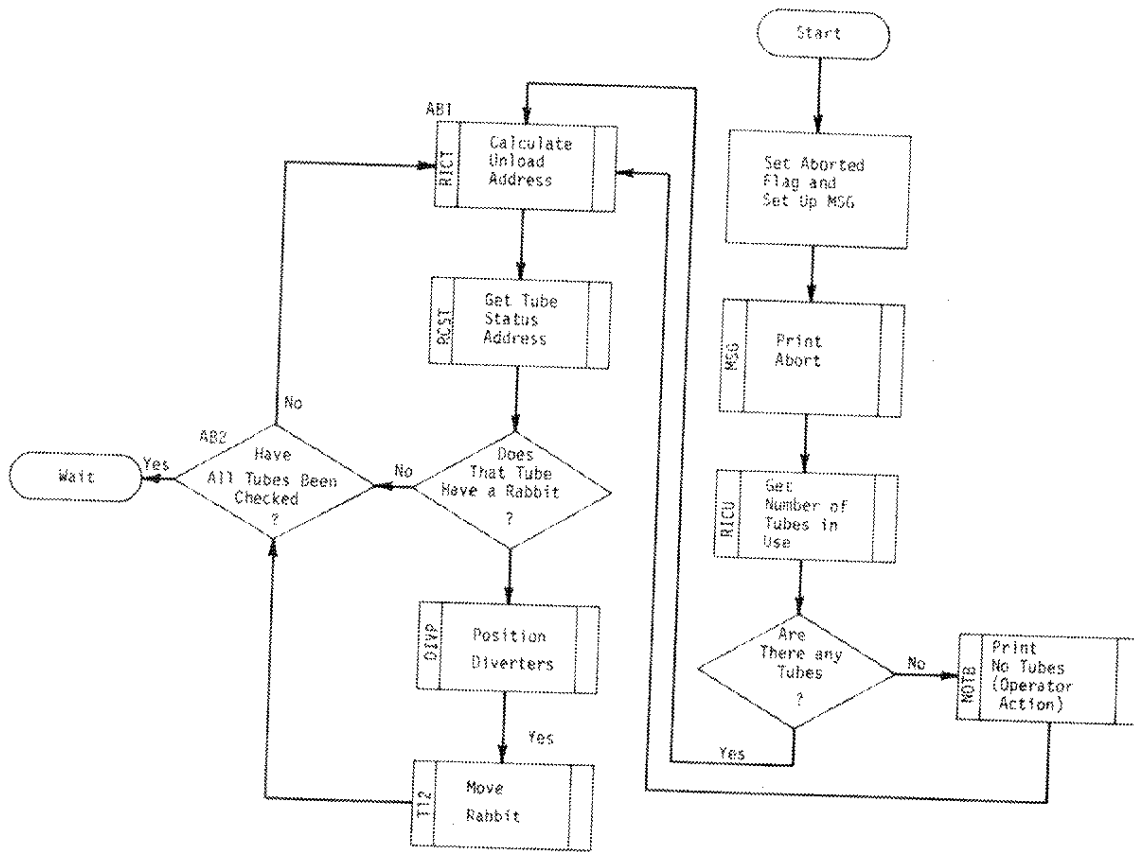 Start
Set Aborted
Flag and
Set Up MSG
MSG
Print
Abort
RICU
Get
Number of
Tubes in
Use
Are
There any
Tubes
?
No
Yes
NOTB
Print
No Tubes
(Operator
Action)
AB1
RICT
Calculate
Unload
Address
RCST
Get Tube
Status
Address
Does
That Tube
Have a Rabbit
?
No
DIVP
Position
Diverters
Yes
T12
Move
Rabbit
AB2
Have
All Tubes Been
Checked
?
No
Yes
Wait